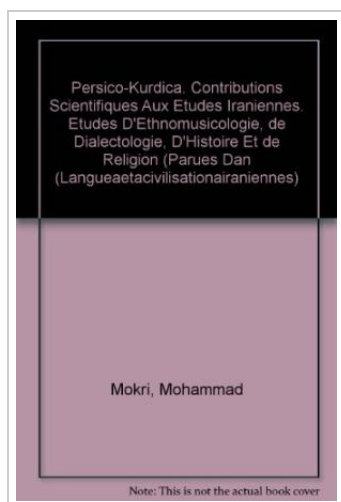 Persico-Kurdica. Contributions
Scientifiques Aux Etudes Iraniennes.
Etudes D'Ethnomusicologie, de
Dialectologie, D'Histoire Et de
Religion (Parues Dan
(Langueaetacivilisationairaniennes)
Mokri, Mohammad
Note: This is not the actual book cover